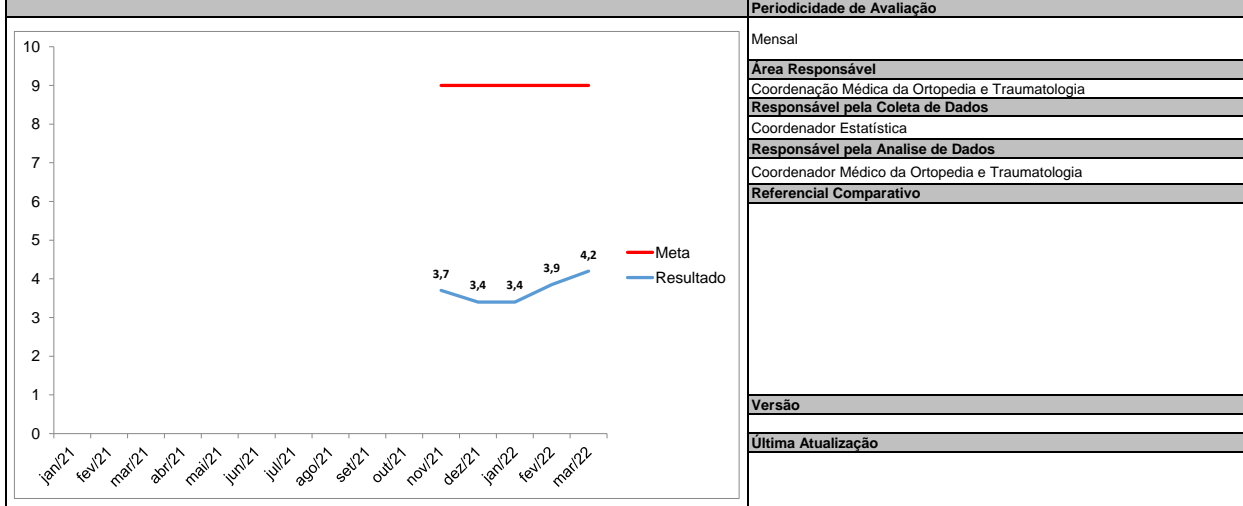 Periodicidade de Avaliação
Mensal
Área Responsável
Coordenação Médica da Ortopedia e Traumatologia
Responsável pela Coleta de Dados
Coordenador Estatística
Responsável pela Analise de Dados
Coordenador Médico da Ortopedia e Traumatologia
Referencial Comparativo
Versão
Última Atualização
10
9
8
7
6
5
4
3
2
1
0
3,7
3,4
3,4
3,9
4,2
Meta
Resultado
jan/21
fev/21
mar/21
abr/21
mai/21
jun/21
jul/21
ago/21
set/21
out/21
nov/21
dez/21
jan/22
fev/22
mar/22